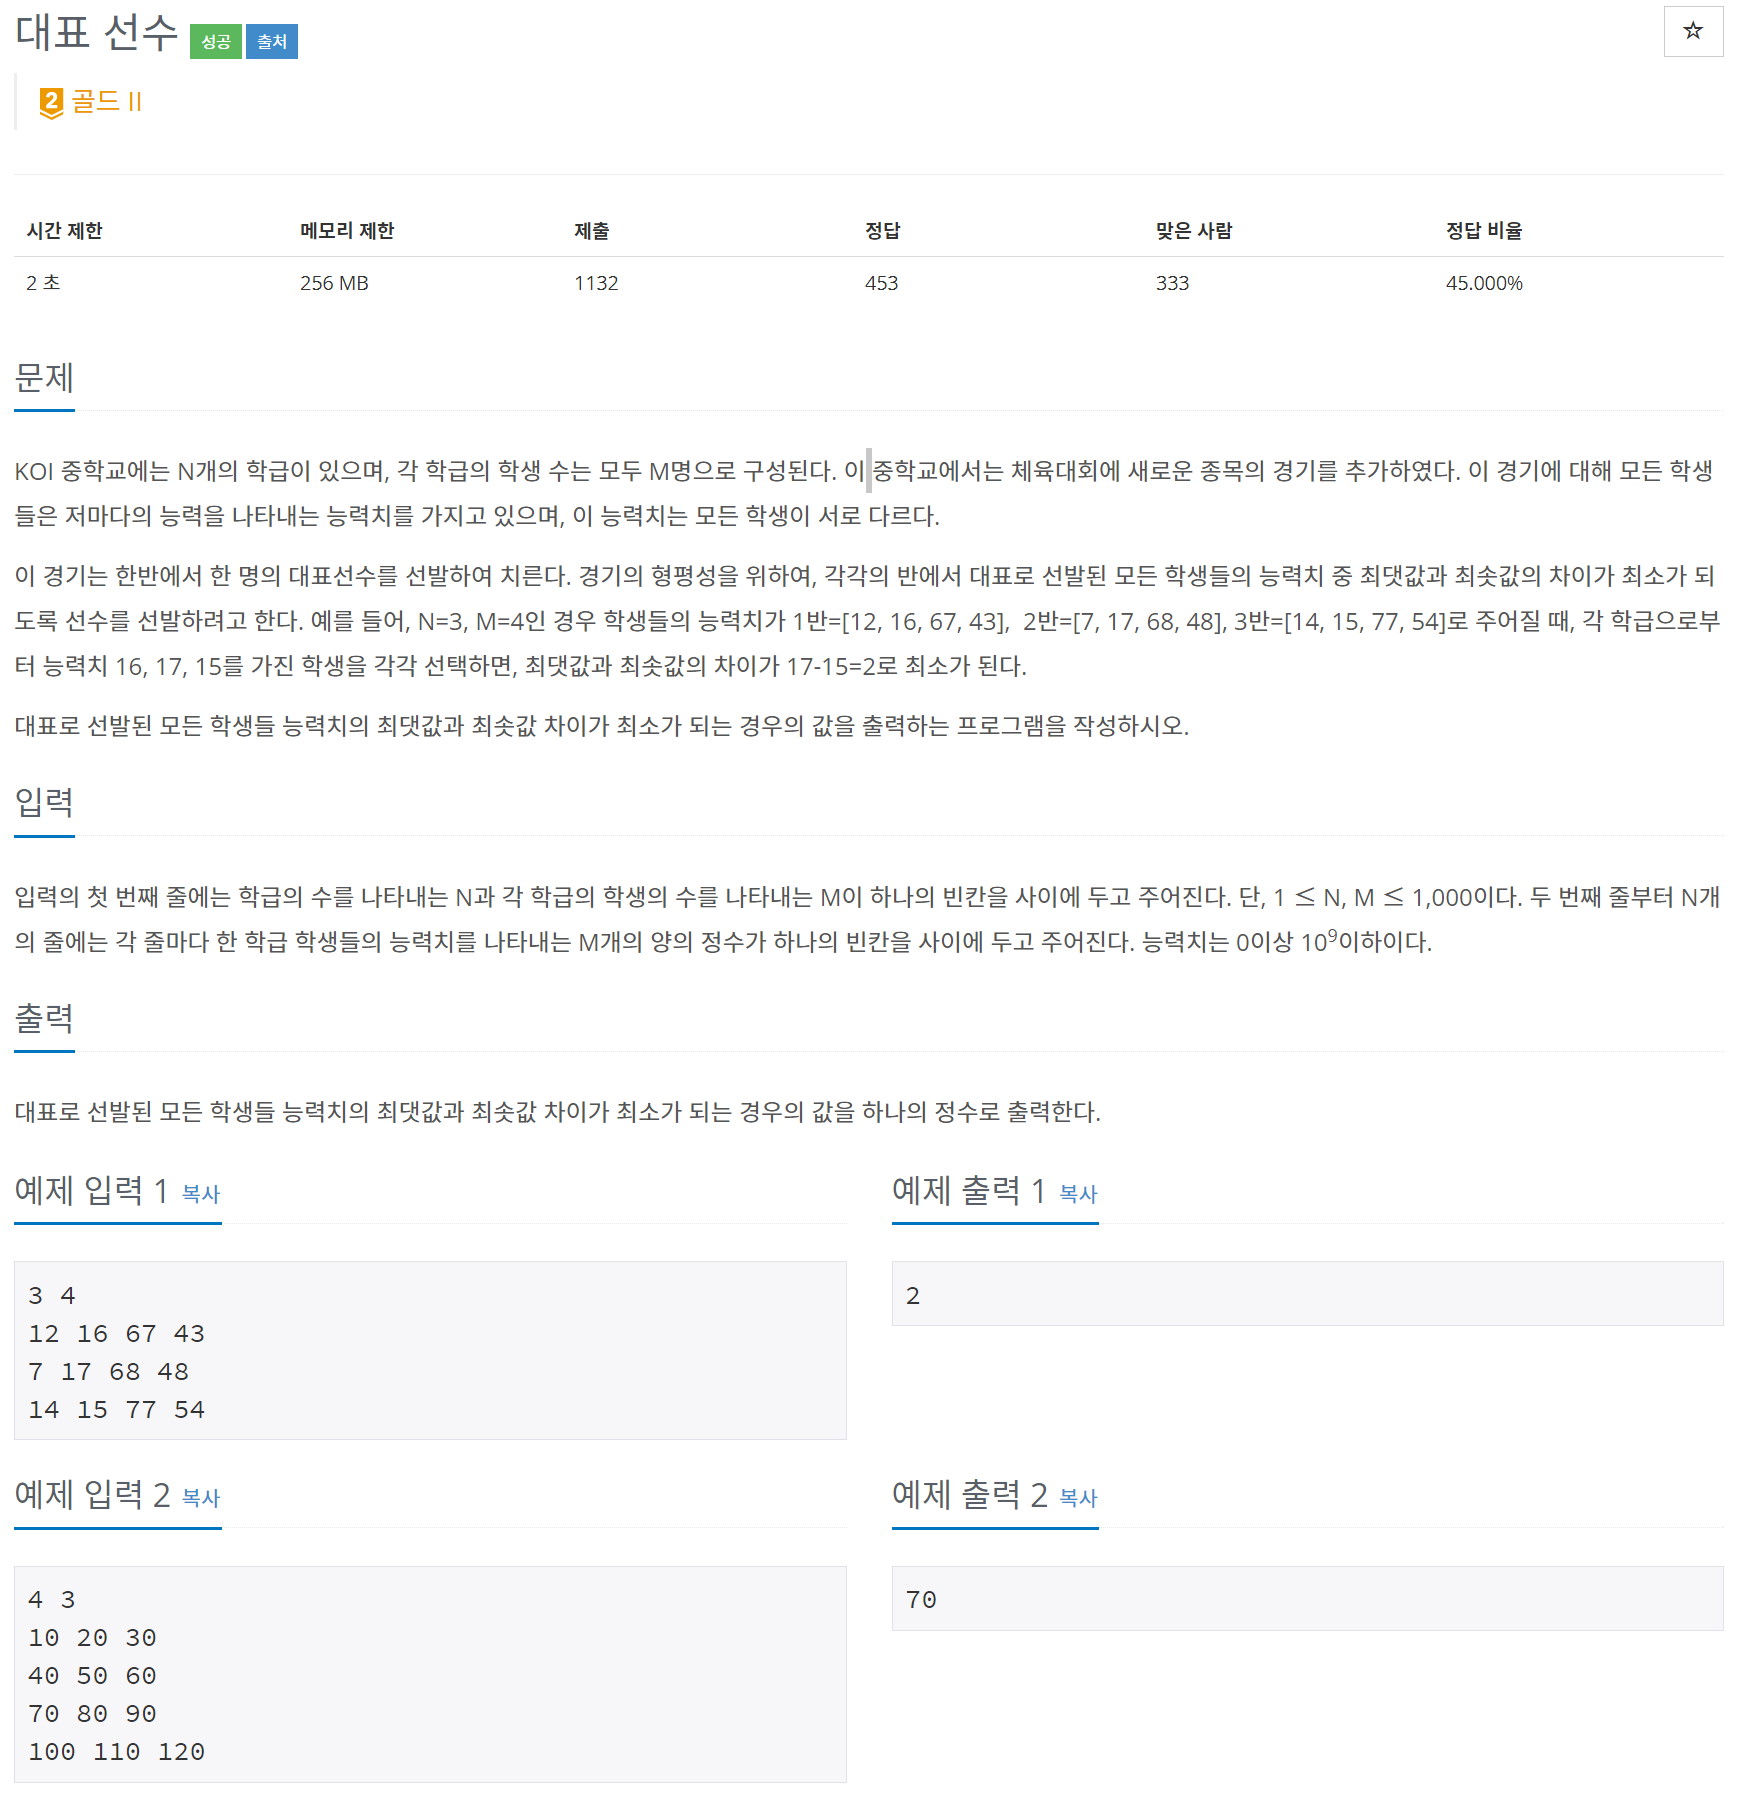 대표 선수 성공 출처
☆
2 골드 II
시간 제한 메모리 제한 제출 정답 맞은 사람 정답 비율
2 초 256 MB 1132 453 333 45.000%
문제
KOI 중학교에는 N개의 학급이 있으며, 각 학급의 학생 수는 모두 M명으로 구성된다. 이 중학교에서는 체육대회에 새로운 종목의 경기를 추가하였다. 이 경기에 대해 모든 학생
들은 저마다의 능력을 나타내는 능력치를 가지고 있으며, 이 능력치는 모든 학생이 서로 다르다.
이 경기는 한반에서 한 명의 대표선수를 선발하여 치른다. 경기의 형평성을 위하여, 각각의 반에서 대표로 선발된 모든 학생들의 능력치 중 최댓값과 최솟값의 차이가 최소가 되
도록 선수를 선발하려고 한다. 예를 들어, N=3, M=4인 경우 학생들의 능력치가 1반=[12, 16, 67, 43], 2반=[7, 17, 68, 48], 3반=[14, 15, 77, 54]로 주어질 때, 각 학급으로부
터 능력치 16, 17, 15를 가진 학생을 각각 선택하면, 최댓값과 최솟값의 차이가 17-15=2로 최소가 된다.
대표로 선발된 모든 학생들 능력치의 최댓값과 최솟값 차이가 최소가 되는 경우의 값을 출력하는 프로그램을 작성하시오.
입력
입력의 첫 번째 줄에는 학급의 수를 나타내는 N과 각 학급의 학생의 수를 나타내는 M이 하나의 빈칸을 사이에 두고 주어진다. 단, 1 ≤ N, M ≤ 1,000이다. 두 번째 줄부터 N개
의 줄에는 각 줄마다 한 학급 학생들의 능력치를 나타내는 M개의 양의 정수가 하나의 빈칸을 사이에 두고 주어진다. 능력치는 0이상 10⁹이하이다.
출력
대표로 선발된 모든 학생들 능력치의 최댓값과 최솟값 차이가 최소가 되는 경우의 값을 하나의 정수로 출력한다.
예제 입력 1 복사
3 4
12 16 67 43
7 17 68 48
14 15 77 54
예제 출력 1 복사
2
예제 입력 2 복사
4 3
10 20 30
40 50 60
70 80 90
100 110 120
예제 출력 2 복사
70